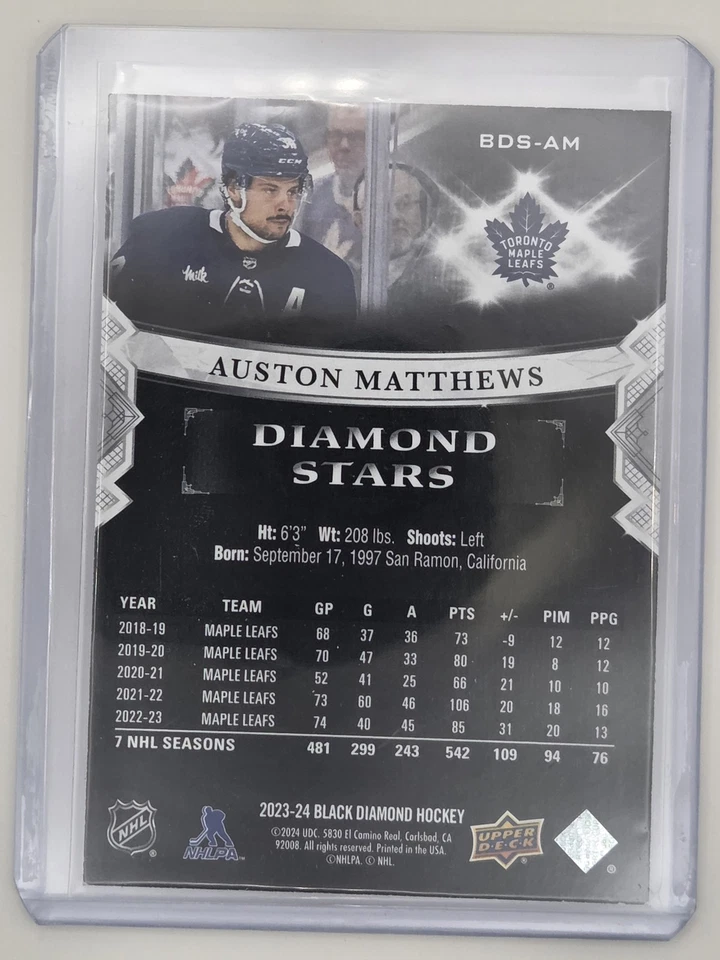 BDS-AM
CCM
TORONTO
MAPLE
LEAFS
milk
A
AUSTON MATTHEWS
DIAMOND
STARS
Ht: 6'3" Wt: 208 lbs. Shoots: Left
Born: September 17, 1997 San Ramon, California
YEAR TEAM GP G A PTS +/- PIM PPG
2018-19 MAPLE LEAFS 68 37 36 73 -9 12 12
2019-20 MAPLE LEAFS 70 47 33 80 19 8 12
2020-21 MAPLE LEAFS 52 41 25 66 21 10 10
2021-22 MAPLE LEAFS 73 60 46 106 20 18 16
2022-23 MAPLE LEAFS 74 40 45 85 31 20 13
7 NHL SEASONS 481 299 243 542 109 94 76
NHL
NHLPA
2023-24 BLACK DIAMOND HOCKEY
©2024 UDC. 5830 El Camino Real, Carlsbad, CA
92008. All rights reserved. Printed in the USA.
©NHLPA. © NHL.
UPPER
DECK